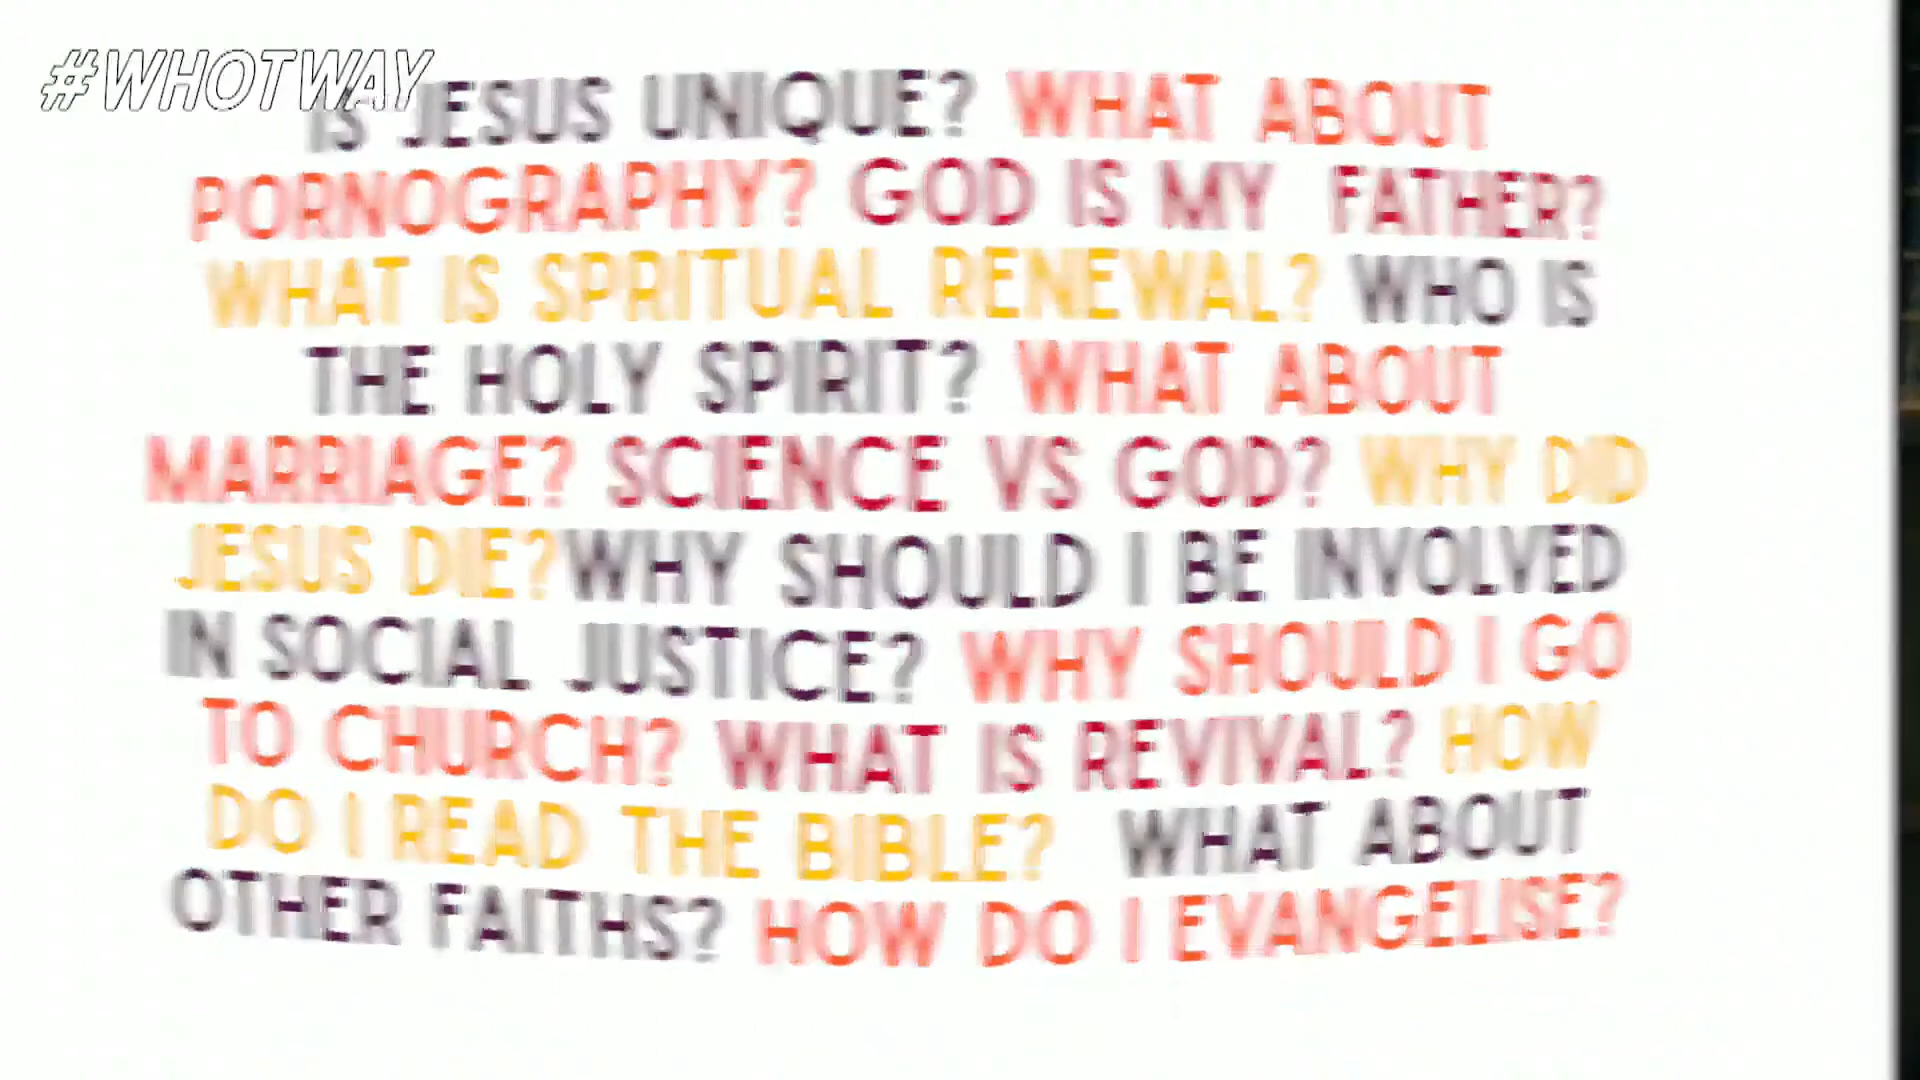 #WHOTWAY
IS JESUS UNIQUE? WHAT ABOUT
PORNOGRAPHY? GOD IS MY FATHER?
WHAT IS SPRITUAL RENEWAL? WHO IS
THE HOLY SPIRIT? WHAT ABOUT
MARRIAGE? SCIENCE VS GOD? WHY DID
JESUS DIE?WHY SHOULD I BE INVOLVED
IN SOCIAL JUSTICE? WHY SHOULD I GO
TO CHURCH? WHAT IS REVIVAL? HOW
DO I READ THE BIBLE? WHAT ABOUT
OTHER FAITHS? HOW DO I EVANGELISE?